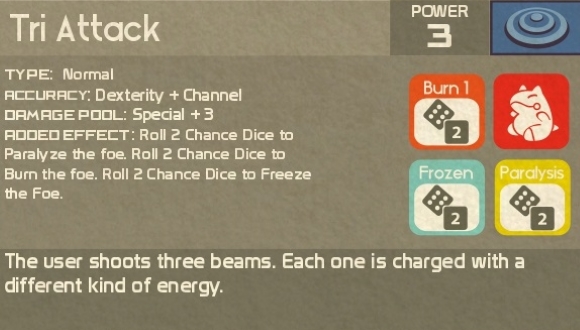 Tri Attack
POWER
3
TYPE: Normal
ACCURACY: Dexterity + Channel
DAMAGE POOL: Special + 3
ADDED EFFECT: Roll 2 Chance Dice to
Paralyze the foe. Roll 2 Chance Dice to
Burn the foe. Roll 2 Chance Dice to Freeze
the Foe.
Burn 1
2
Frozen
2
Paralysis
2
The user shoots three beams. Each one is charged with a
different kind of energy.